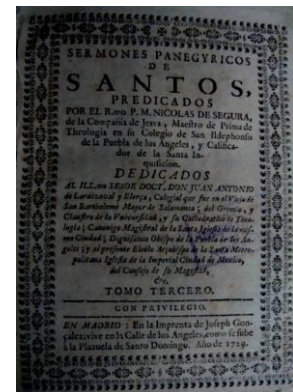 SERMONES PANEGYRICOS
DE
SANTOS,
PREDICADOS
POR EL R.mo P. M. NICOLAS DE SEGURA,
de la Compañia de Jesvs, Maestro de Prima de
Theologia en su Colegio de San Ildephonso
de la Puebla de los Angeles, y Califica-
dor de la Santa In-
quisicion.
DEDICADOS
AL ILL.mo SEñOR DOCT. DON JUAN ANTONIO
de Lardizaval y Elorza, Colegial que fue en el Viejo de
San Bartholomé Mayor de Salamanca; del Gremio, y
Claustro de la Universidad, y su Cathedratico de Theo-
logia; Canonigo Magistral de la Santa Iglesia de la mis-
ma Ciudad; Dignissimo Obispo de la Puebla de los An-
geles; y al presente Electo Arzobispo de la Santa Metro-
politana Iglesia de la Imperial Ciudad de Mexico,
del Consejo de su Magestad,
&c.
TOMO TERCERO.
CON PRIVILEGIO.
EN MADRID: En la Imprenta de Joseph Gon-
çalez, vive en la Calle de los Angeles, como se sube
à la Plazuela de Santo Domingo. Año de 1729.